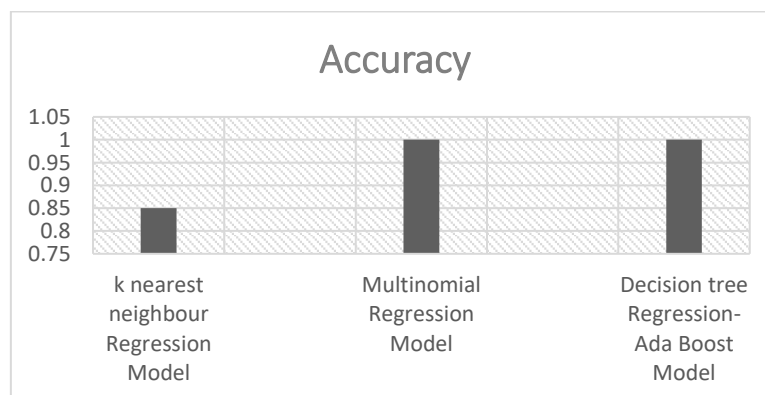 Accuracy
1.05
1
0.95
0.9
0.85
0.8
0.75
k nearest
neighbour
Regression
Model
Multinomial
Regression
Model
Decision tree
Regression-
Ada Boost
Model